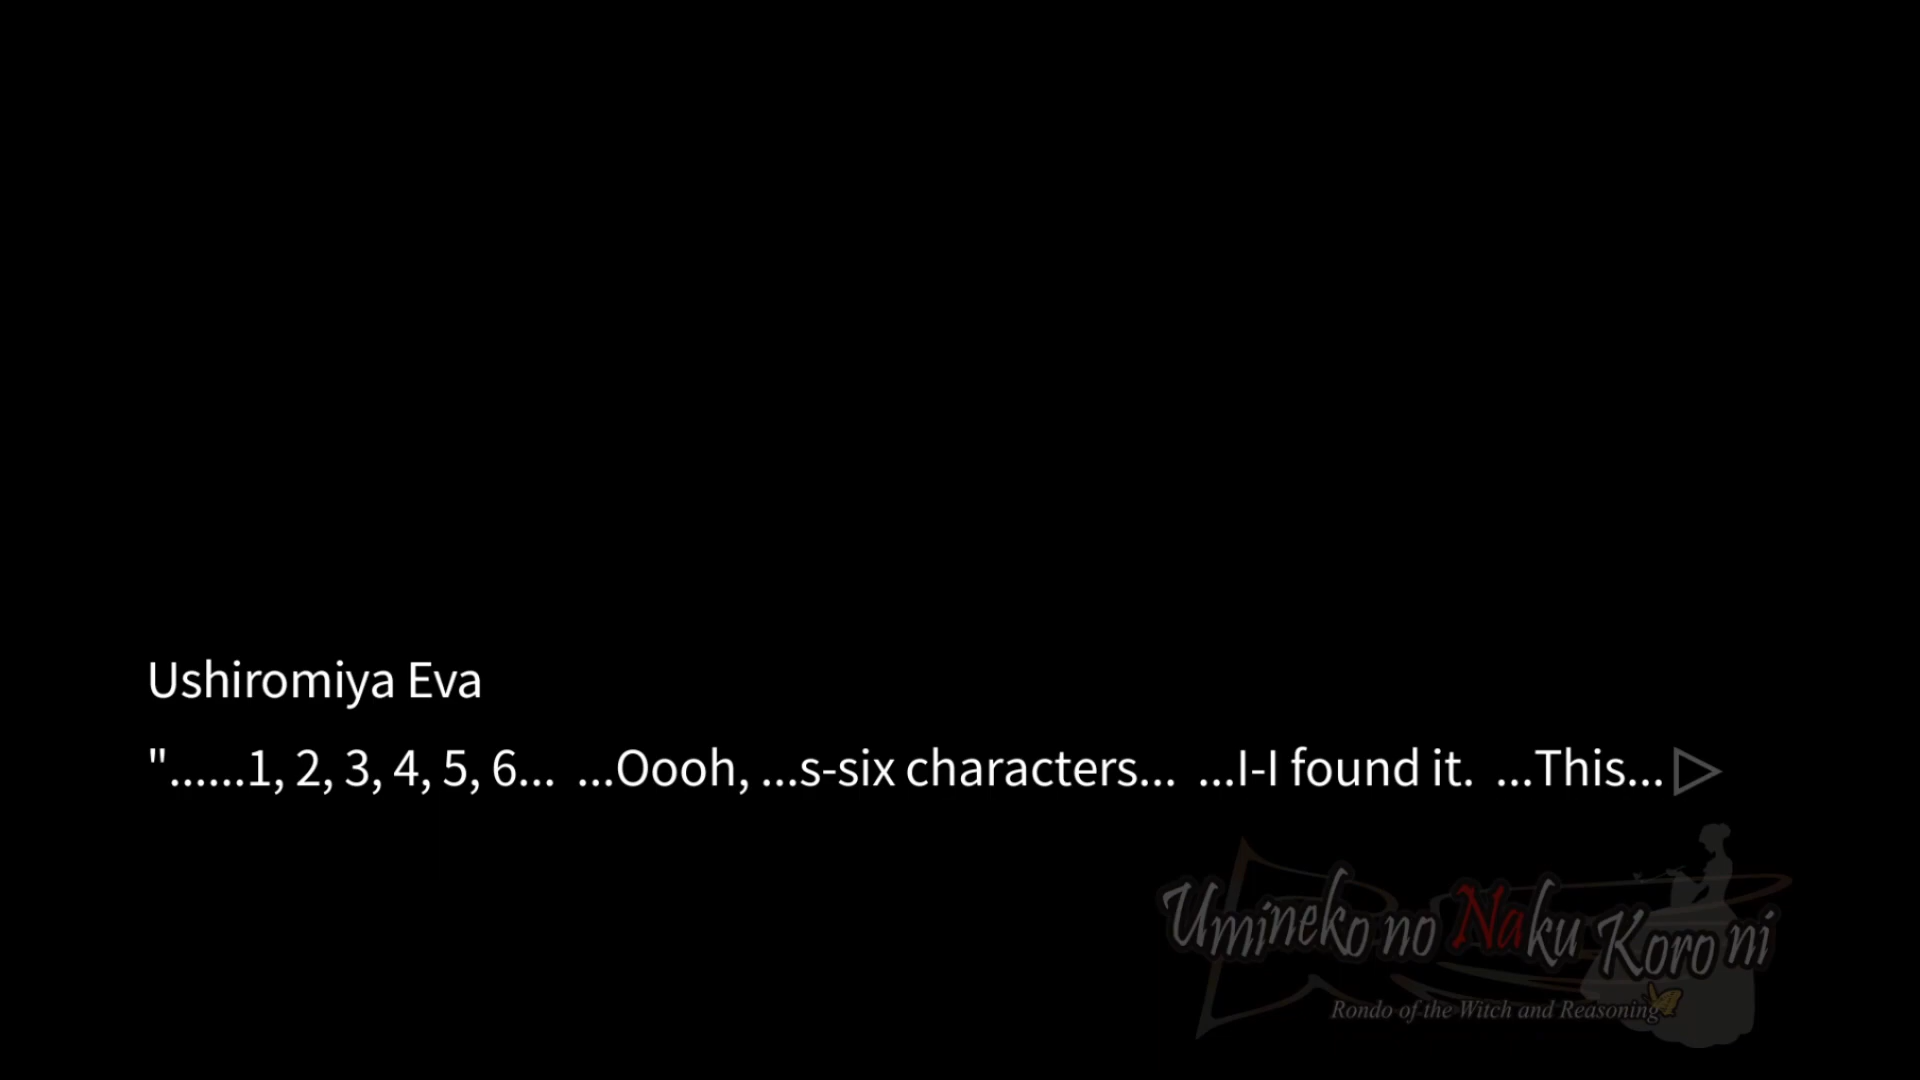 Ushiromiya Eva
"......1, 2, 3, 4, 5, 6...  ...Oooh, ...s-six characters...  ...I-I found it.  ...This...
Umineko no Naku Koro ni
Rondo of the Witch and Reasoning